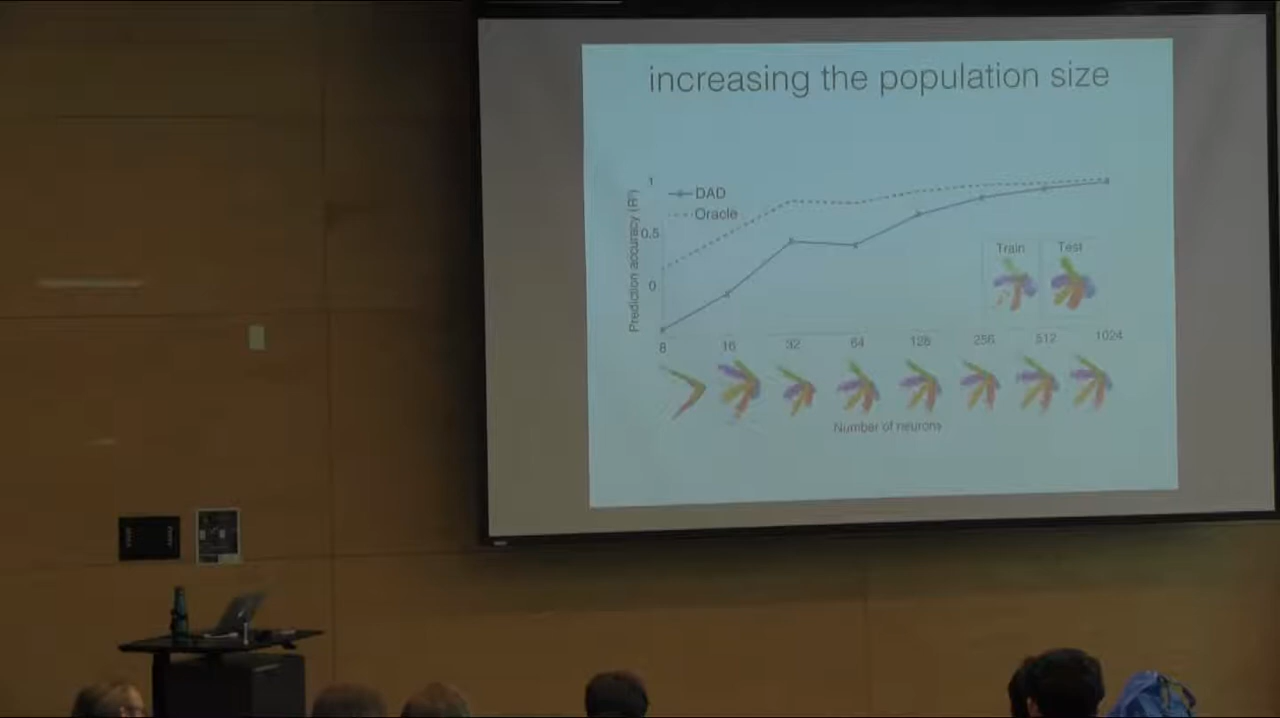 increasing the population size
1
DAD
Oracle
0.5
0
Prediction accuracy (R²)
Train Test
8 16 32 64 128 256 512 1024
Number of neurons